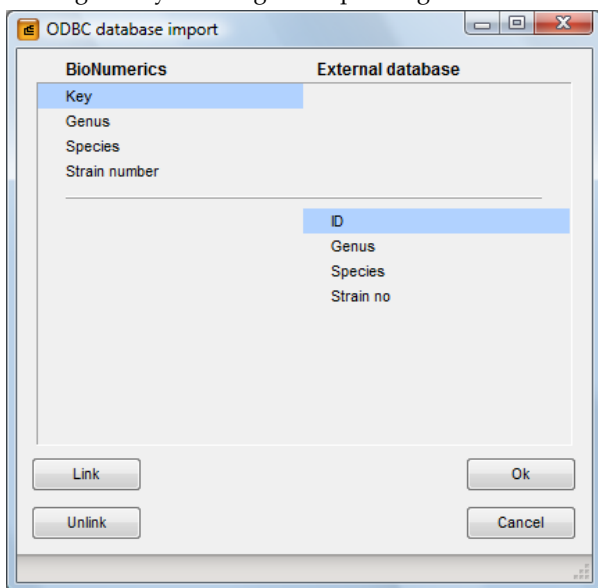 ODBC database import
BioNumerics External database
Key
Genus
Species
Strain number
ID
Genus
Species
Strain no
Link Ok
Unlink Cancel